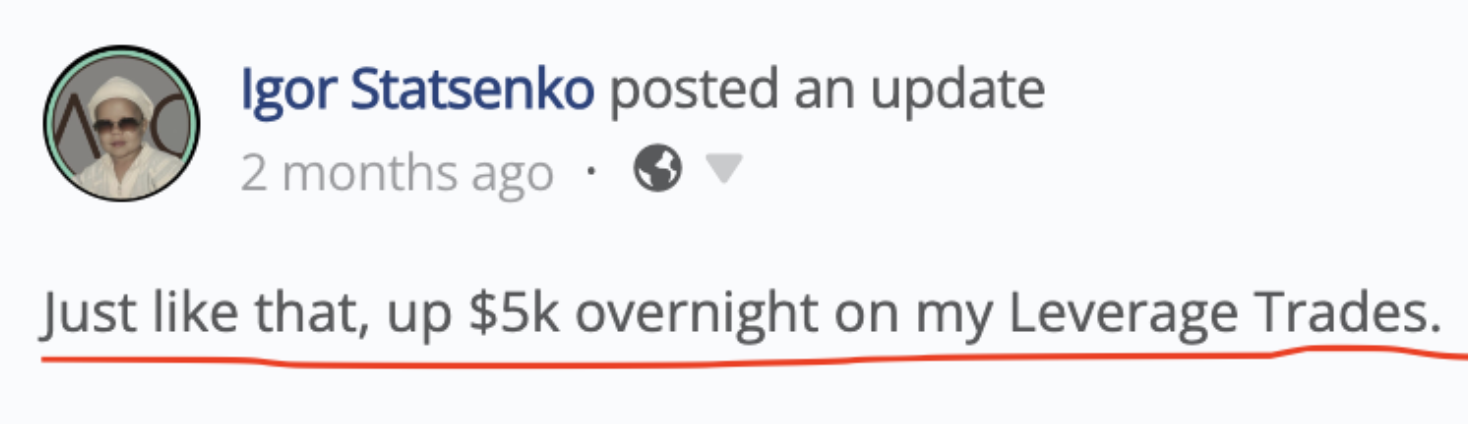 Igor Statsenko posted an update
2 months ago ·
Just like that, up $5k overnight on my Leverage Trades.